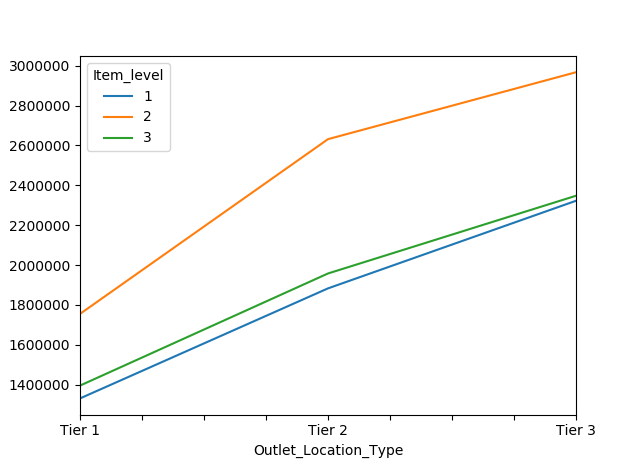 3000000
2800000
2600000
2400000
2200000
2000000
1800000
1600000
1400000
Item_level
1
2
3
Tier 1
Tier 2
Tier 3
Outlet_Location_Type